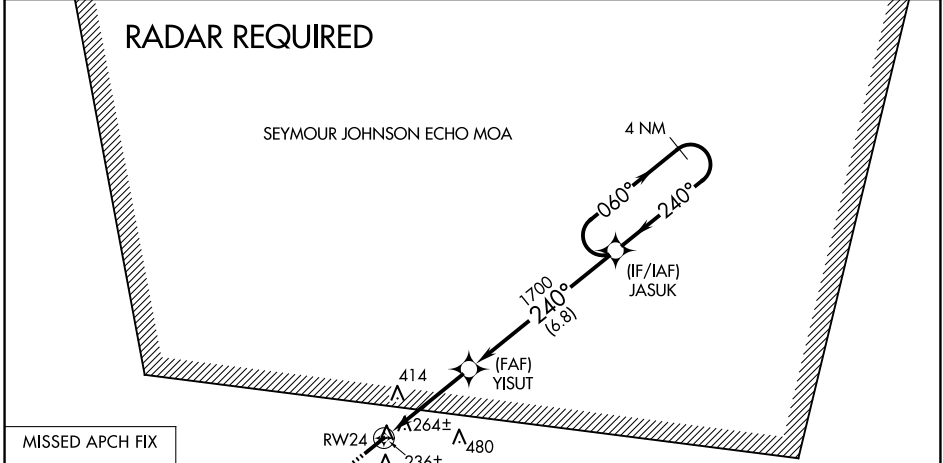 RADAR REQUIRED
SEYMOUR JOHNSON ECHO MOA
4 NM
060°
240°
(IF/IAF)
JASUK
1700
240°
(6.8)
(FAF)
YISUT
414
264±
RW24
480
236±
MISSED APCH FIX